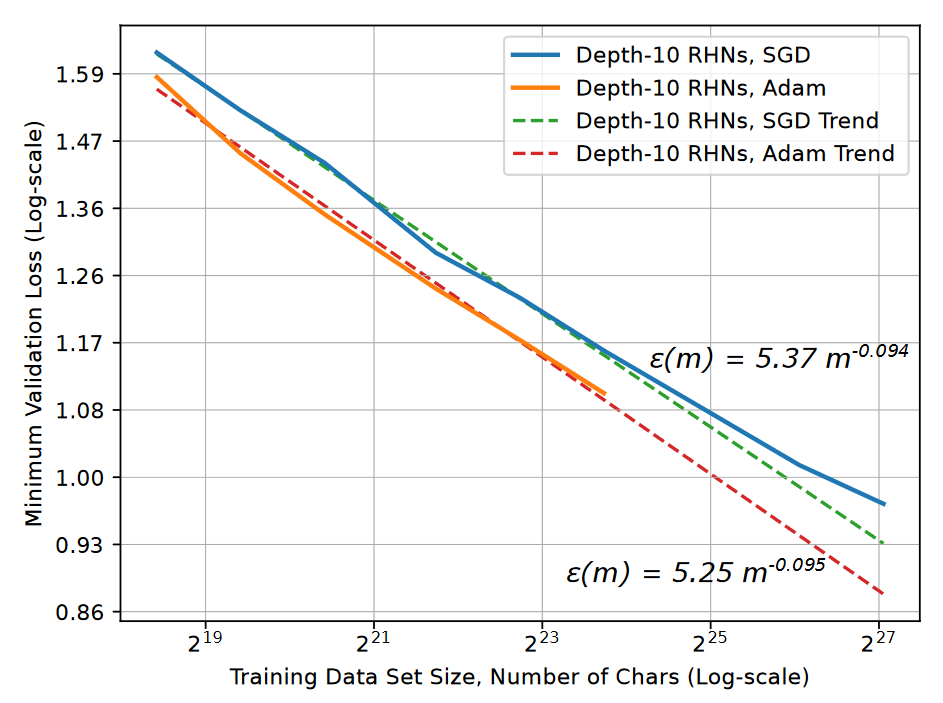 Depth-10 RHNs, SGD
Depth-10 RHNs, Adam
Depth-10 RHNs, SGD Trend
Depth-10 RHNs, Adam Trend
1.59
1.47
1.36
1.26
1.17
1.08
1.00
0.93
0.86
Minimum Validation Loss (Log-scale)
ε(m) = 5.37 m^-0.094
ε(m) = 5.25 m^-0.095
2^19 2^21 2^23 2^25 2^27
Training Data Set Size, Number of Chars (Log-scale)